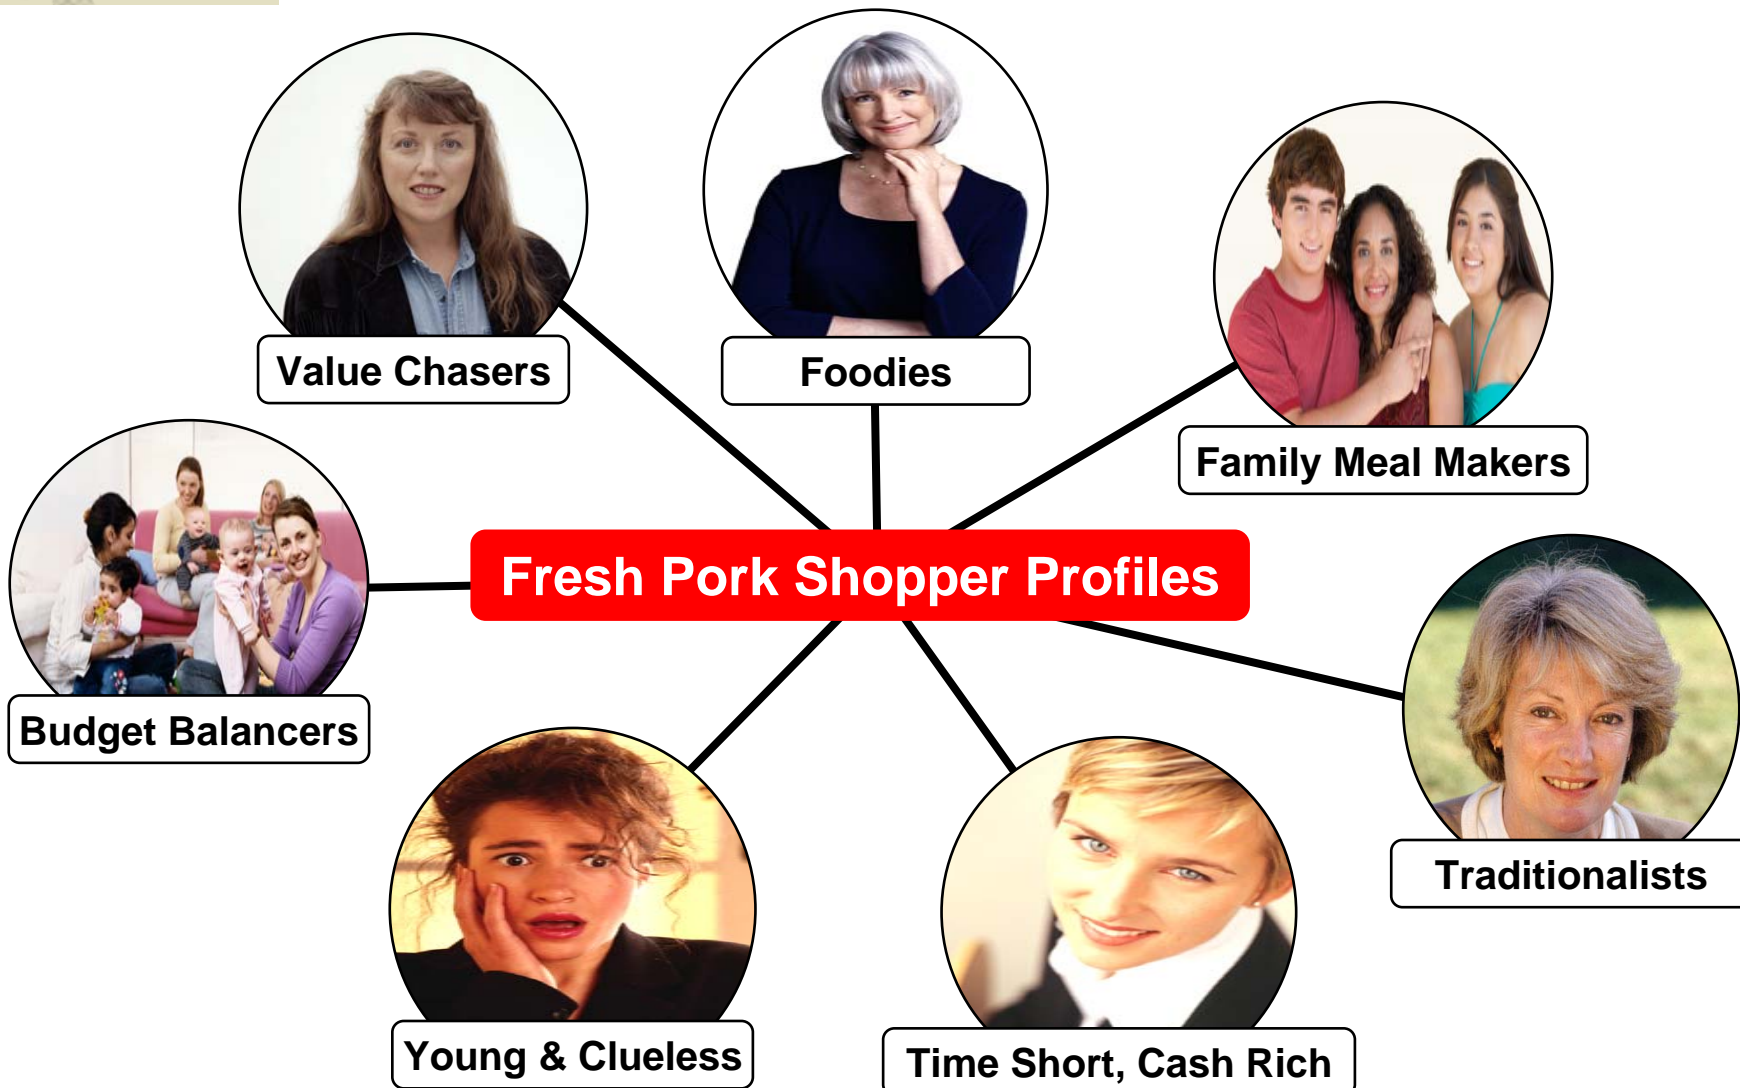 Value Chasers
Foodies
Family Meal Makers
Fresh Pork Shopper Profiles
Budget Balancers
Traditionalists
Young & Clueless
Time Short, Cash Rich